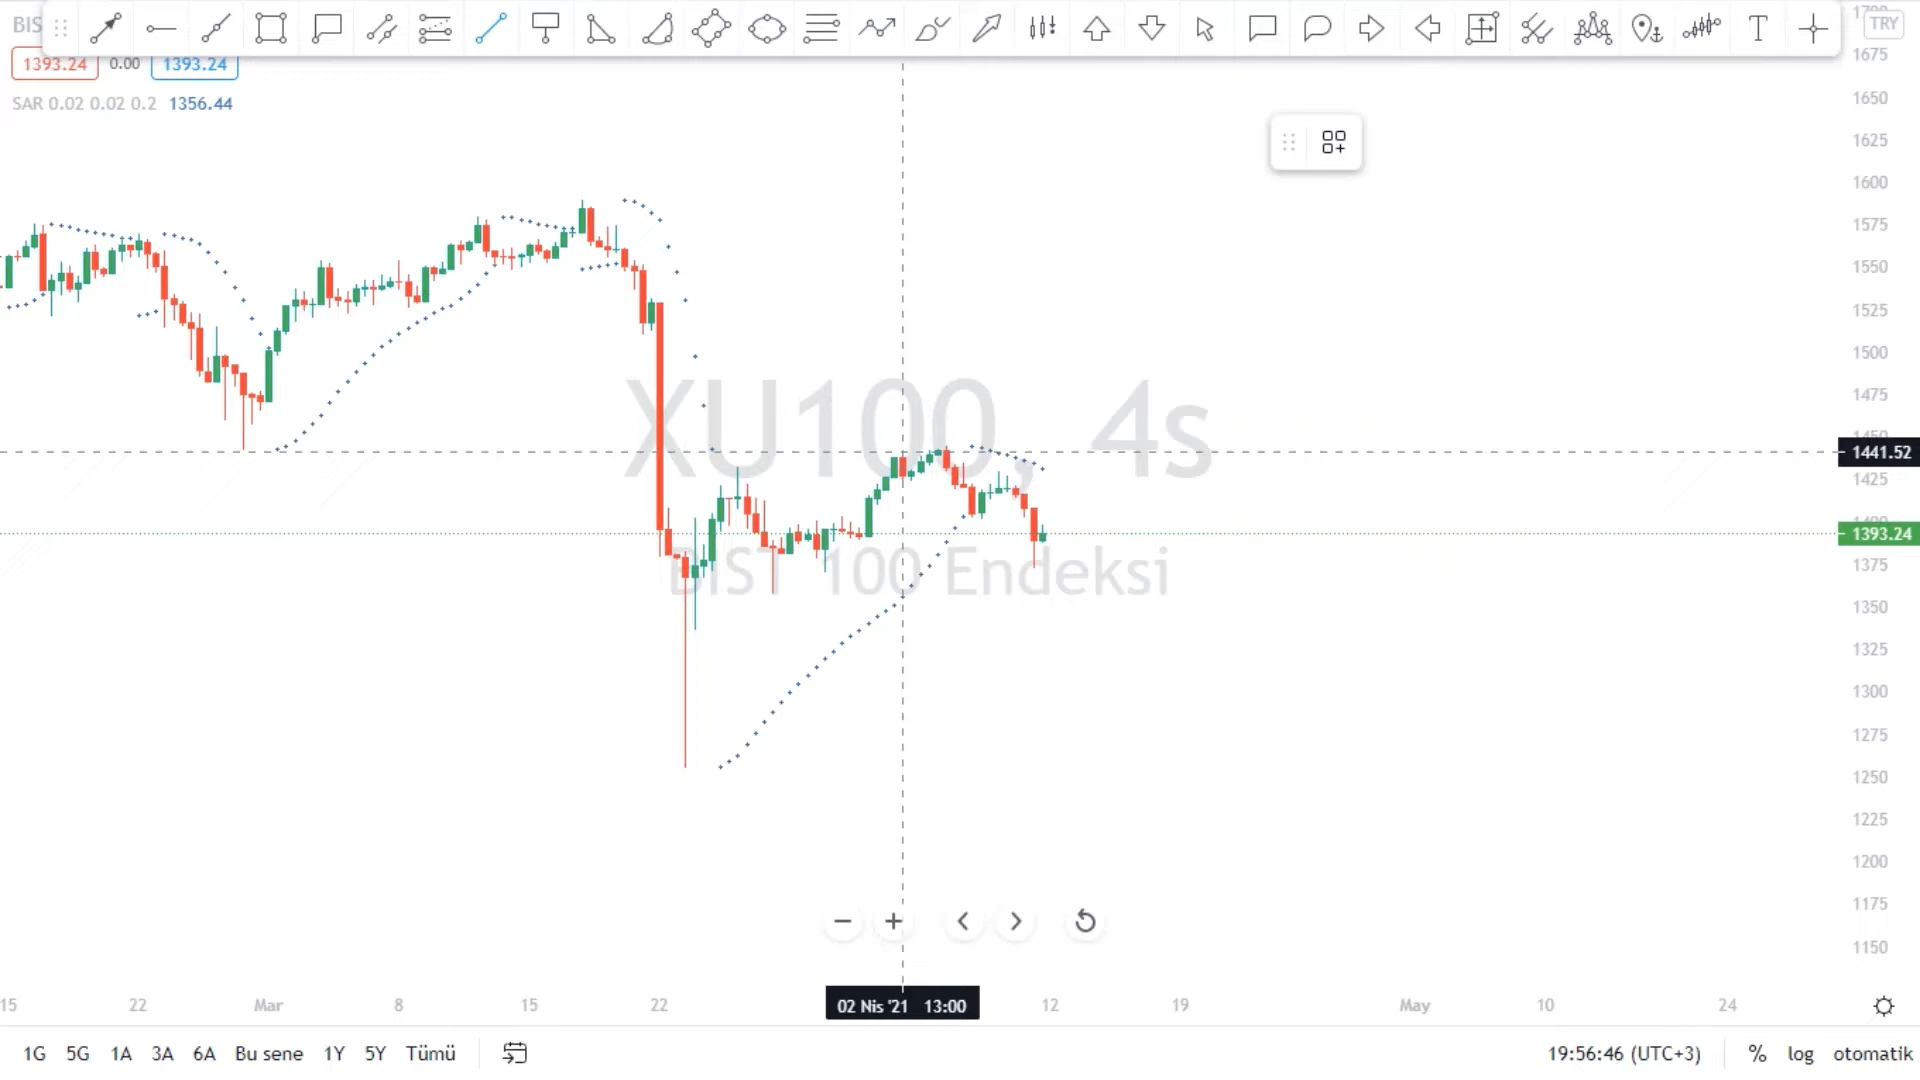 BIS
TRY
1675
1393.24 0.00 1393.24
SAR 0.02 0.02 0.2 1356.44
1650
1625
1600
1575
1550
1525
1500
1475
XU100, 4s
1441.52
1425
1393.24
BIST 100 Endeksi
1375
1350
1325
1300
1275
1250
1225
1200
1175
1150
15 22 Mar 8 15 22 02 Nis '21 13:00 12 19 May 10 24
1G 5G 1A 3A 6A Bu sene 1Y 5Y Tümü 19:56:46 (UTC+3) % log otomatik